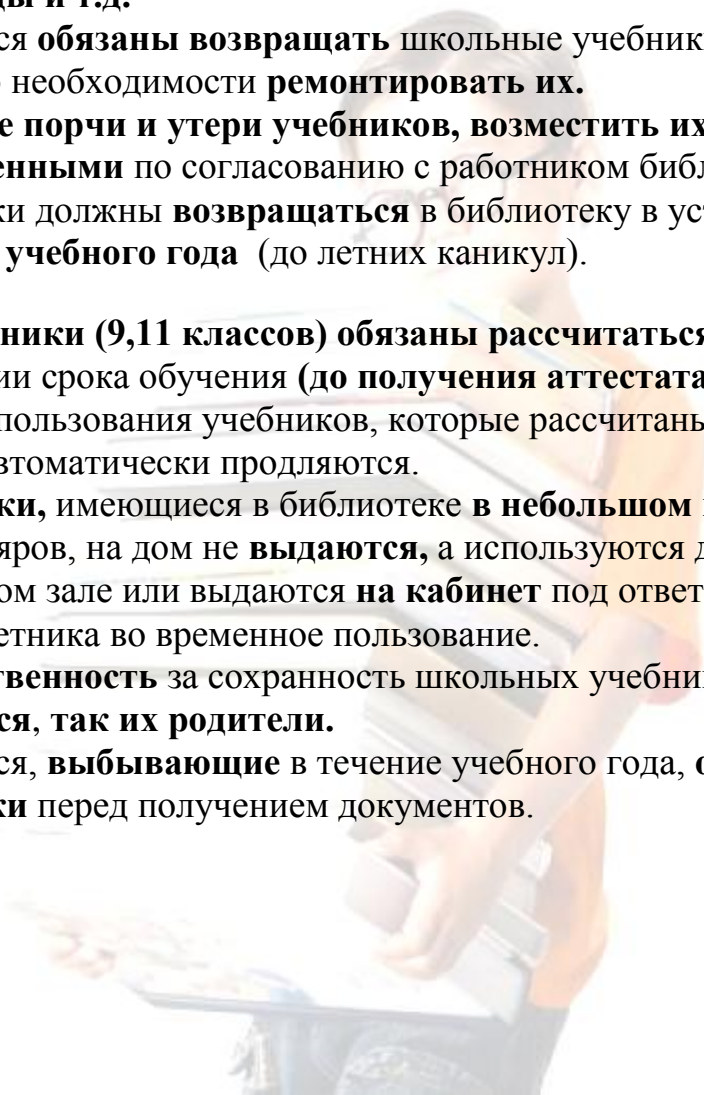 ды и т.д.
ся обязаны возвращать школьные учебник
о необходимости ремонтировать их.
е порчи и утери учебников, возместить их
енными по согласованию с работником биб
ки должны возвращаться в библиотеку в ус
учебного года (до летних каникул).
ники (9,11 классов) обязаны рассчитаться
ии срока обучения (до получения аттестата
пользования учебников, которые рассчитан
втоматически продляются.
ки, имеющиеся в библиотеке в небольшом
яров, на дом не выдаются, а используются д
ом зале или выдаются на кабинет под ответ
етника во временное пользование.
твенность за сохранность школьных учебни
ся, так их родители.
ся, выбывающие в течение учебного года, о
ки перед получением документов.